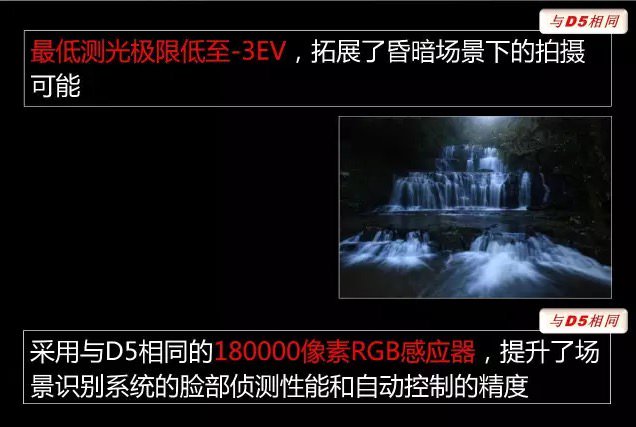 与D5相同
最低测光极限低至-3EV，拓展了昏暗场景下的拍摄
可能
与D5相同
采用与D5相同的180000像素RGB感应器，提升了场
景识别系统的脸部侦测性能和自动控制的精度